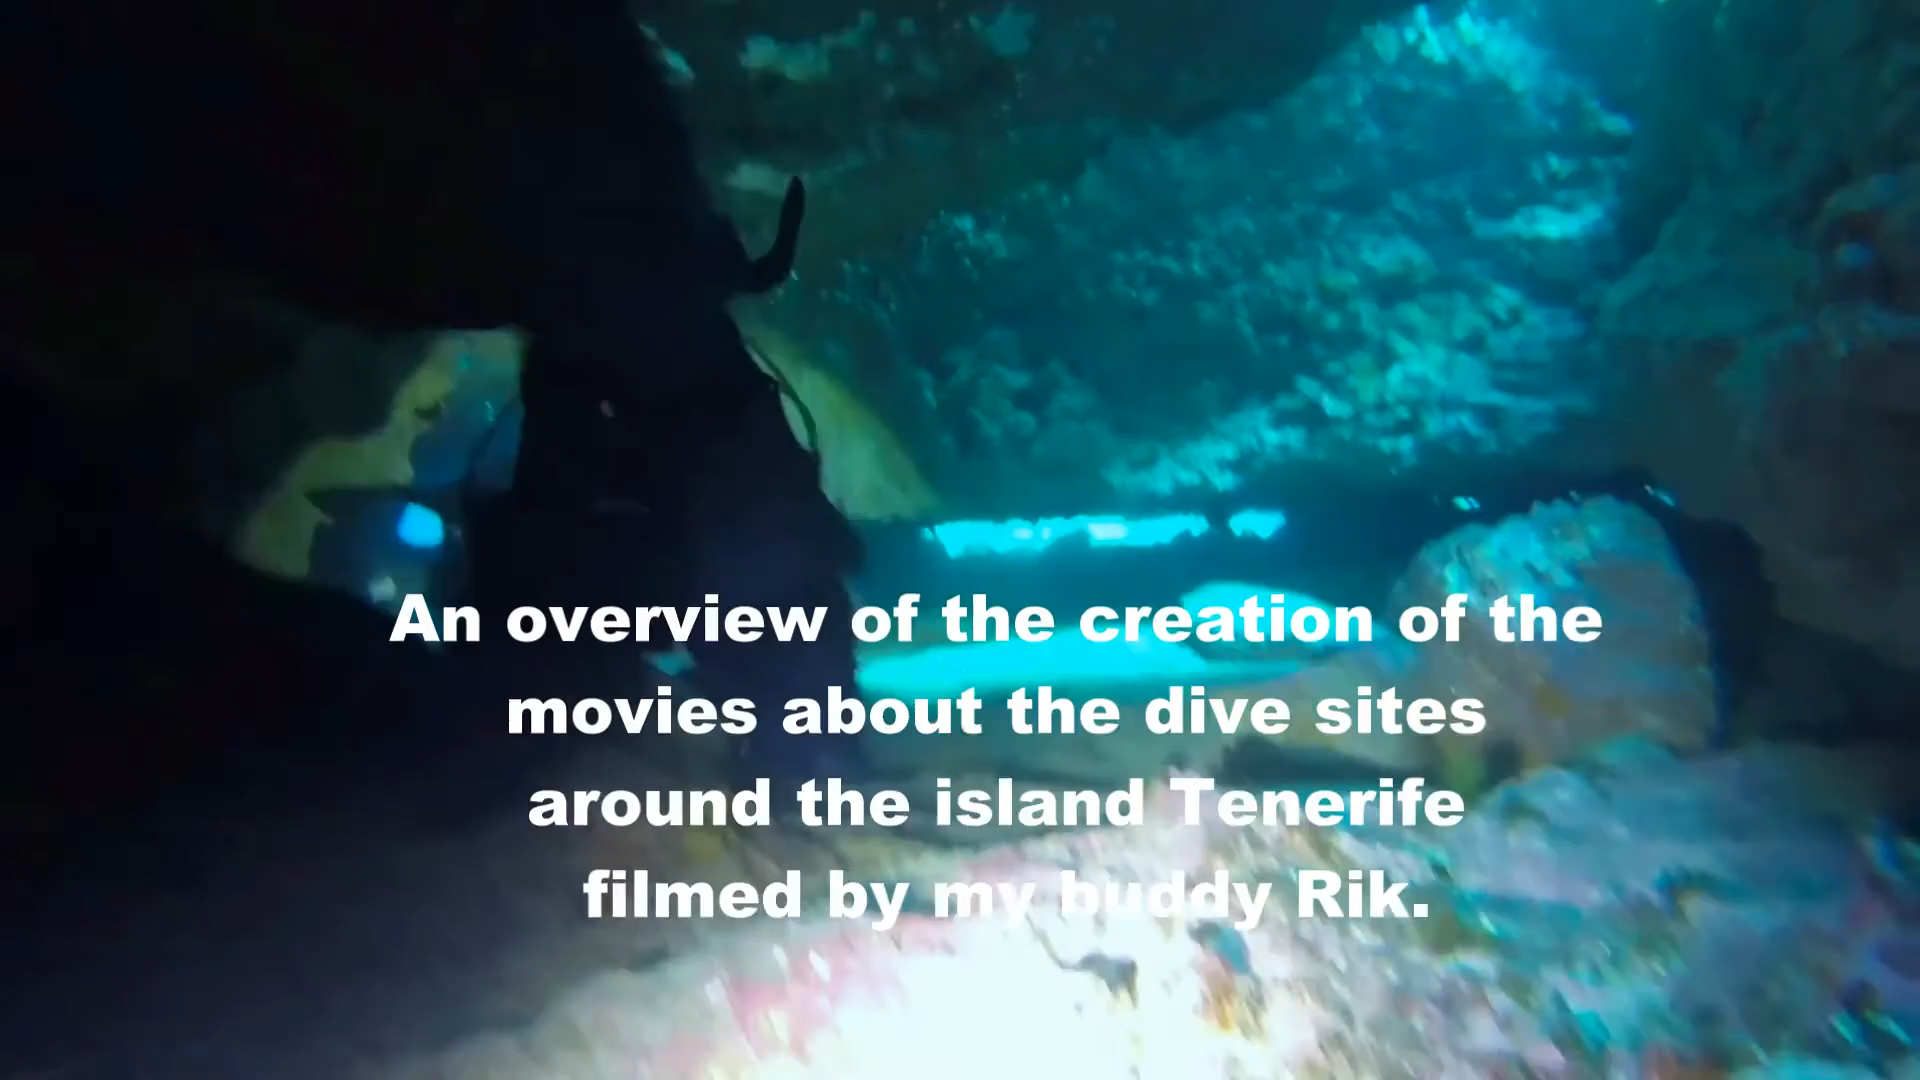 An overview of the creation of the
movies about the dive sites
around the island Tenerife
filmed by my buddy Rik.